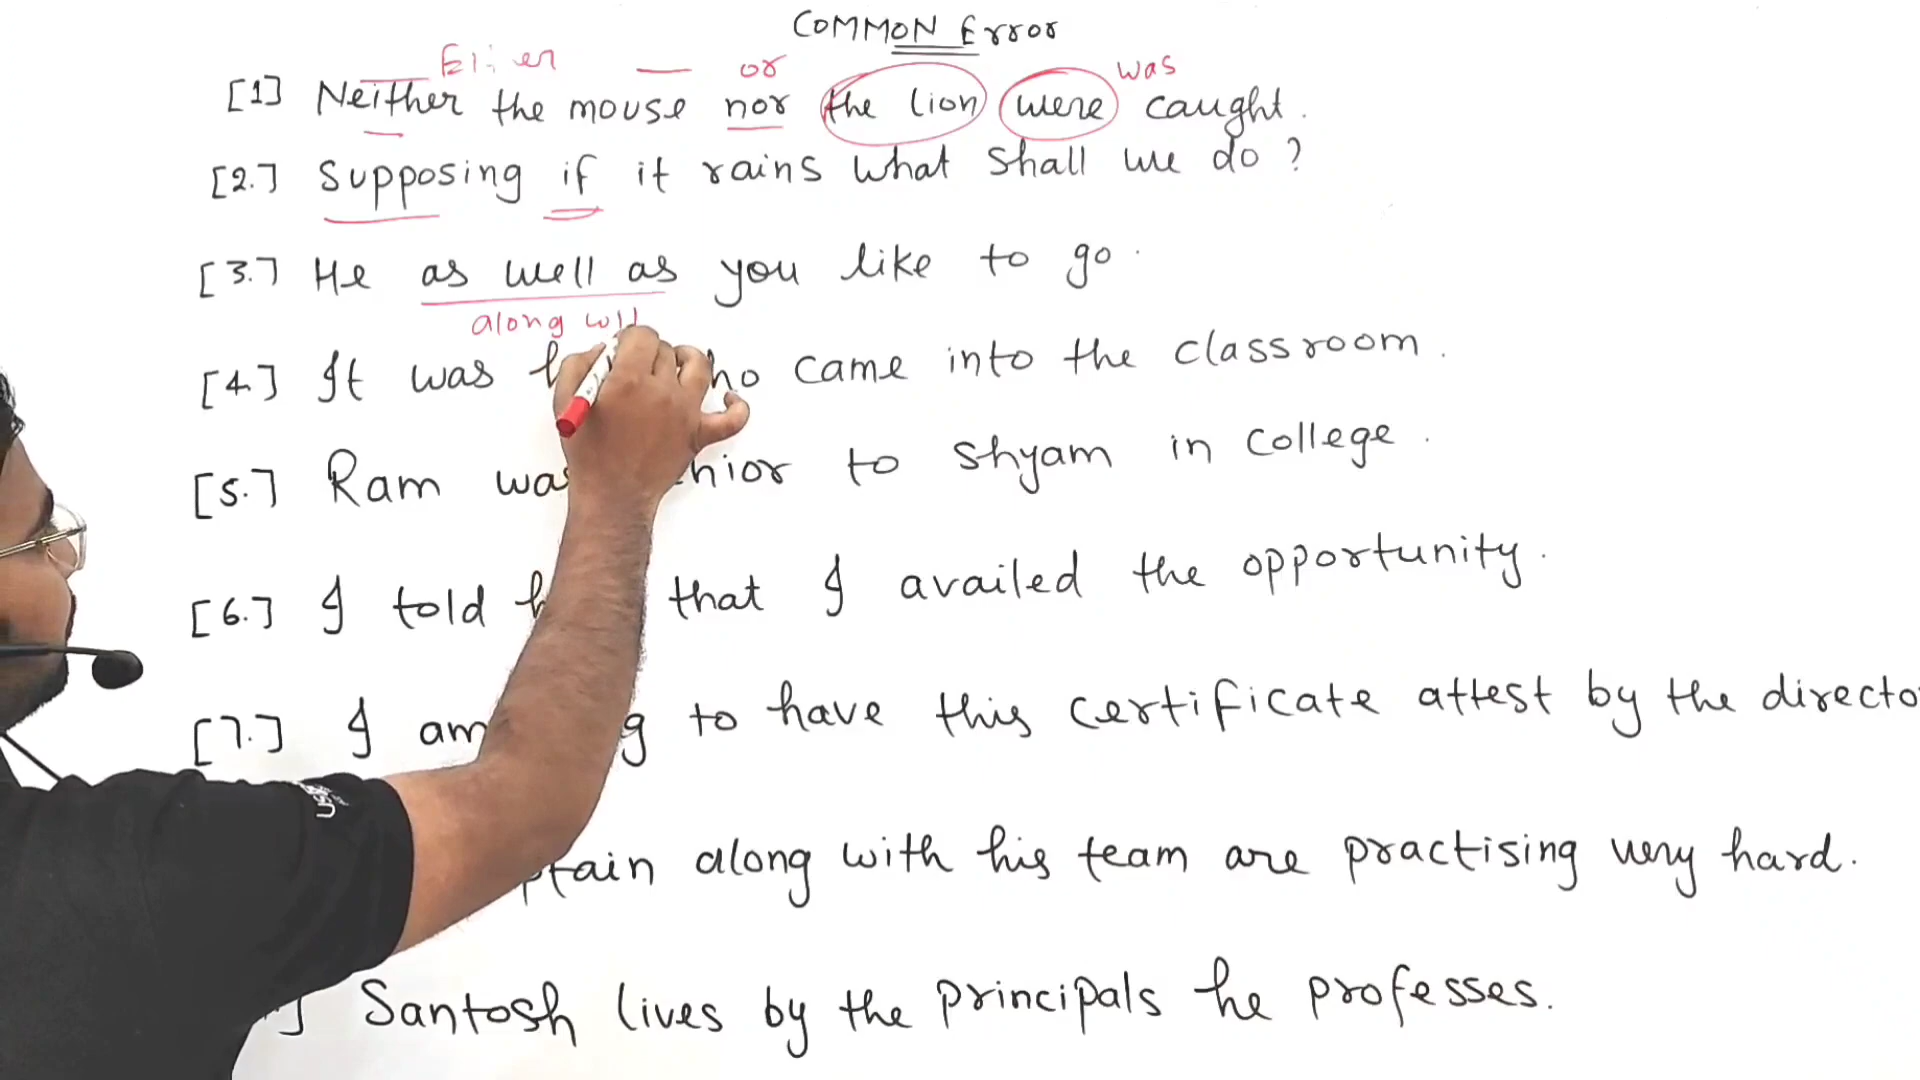 COMMON Error
Either or was
[1] Neither the mouse nor the lion were caught.
[2.] Supposing if it rains what shall we do ?
[3.] He as well as you like to go.
along
[4.] It was who came into the classroom.
[5.] Ram was to shyam in college.
[6.] I told that I availed the opportunity.
[7.] I am to have this certificate attest by the
along with his team are practising very hard.
Santosh lives by the principals he professes.